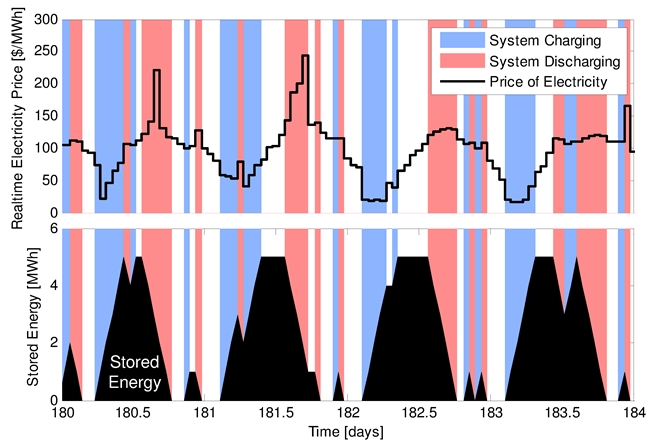 Realtime Electricity Price [$/MWh]
300
250
200
150
100
50
0
System Charging
System Discharging
Price of Electricity
Stored Energy [MWh]
6
4
2
0
Stored
Energy
180 180.5 181 181.5 182 182.5 183 183.5 184
Time [days]